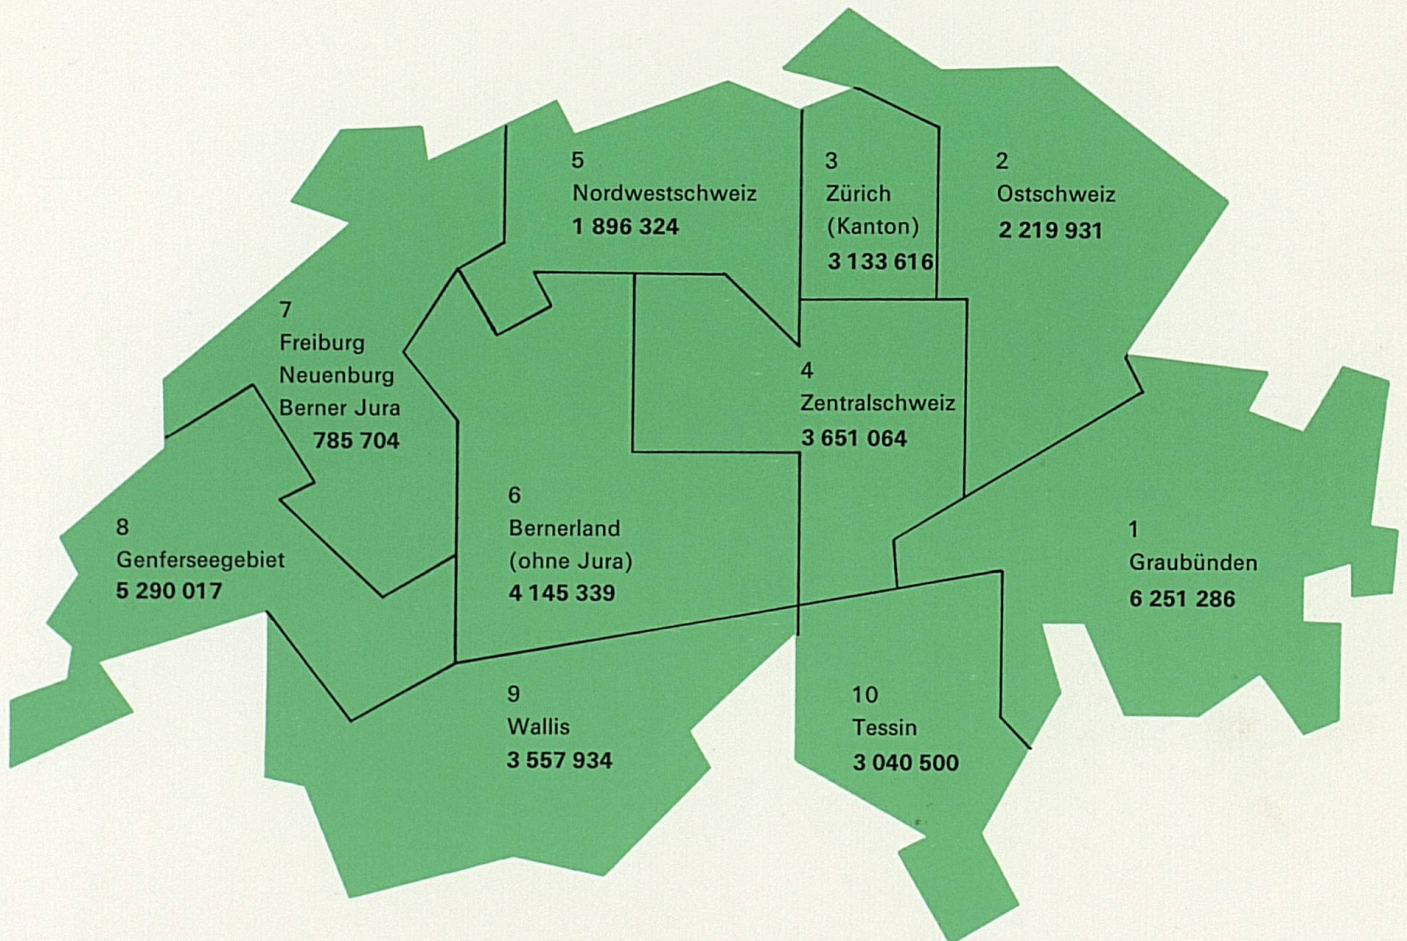 5
Nordwestschweiz
1 896 324
3
Zürich
(Kanton)
3 133 616
2
Ostschweiz
2 219 931
7
Freiburg
Neuenburg
Berner Jura
785 704
4
Zentralschweiz
3 651 064
6
Bernerland
(ohne Jura)
4 145 339
8
Genferseegebiet
5 290 017
1
Graubünden
6 251 286
9
Wallis
3 557 934
10
Tessin
3 040 500